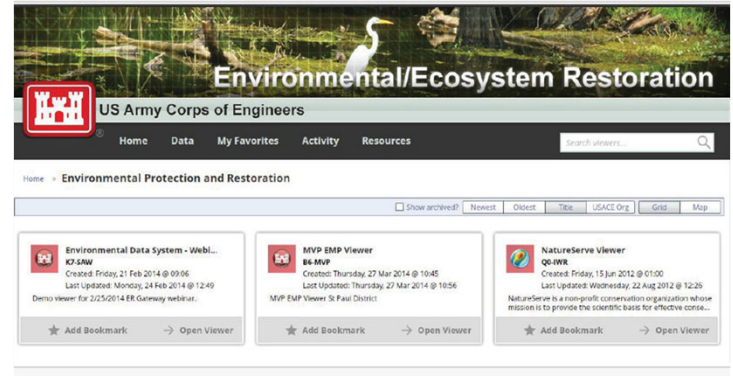 Environmental/Ecosystem Restoration
US Army Corps of Engineers
®
Home Data My Favorites Activity Resources Search viewers...
Home » Environmental Protection and Restoration
Show archived? Newest Oldest Title USACE Org Grid Map
Environmental Data System - Webi...
K7-SAW
Created: Friday, 21 Feb 2014 @ 09:06
Last Updated: Monday, 24 Feb 2014 @ 12:49
Demo viewer for 2/25/2014 ER Gateway webinar.
Add Bookmark Open Viewer
MVP EMP Viewer
B6-MVP
Created: Thursday, 27 Mar 2014 @ 10:45
Last Updated: Thursday, 27 Mar 2014 @ 10:56
MVP EMP Viewer St Paul District
Add Bookmark Open Viewer
NatureServe Viewer
Q0-IWR
Created: Friday, 15 Jun 2012 @ 01:00
Last Updated: Wednesday, 22 Aug 2012 @ 12:26
NatureServe is a non-profit conservation organization whose
mission is to provide the scientific basis for effective conse...
Add Bookmark Open Viewer